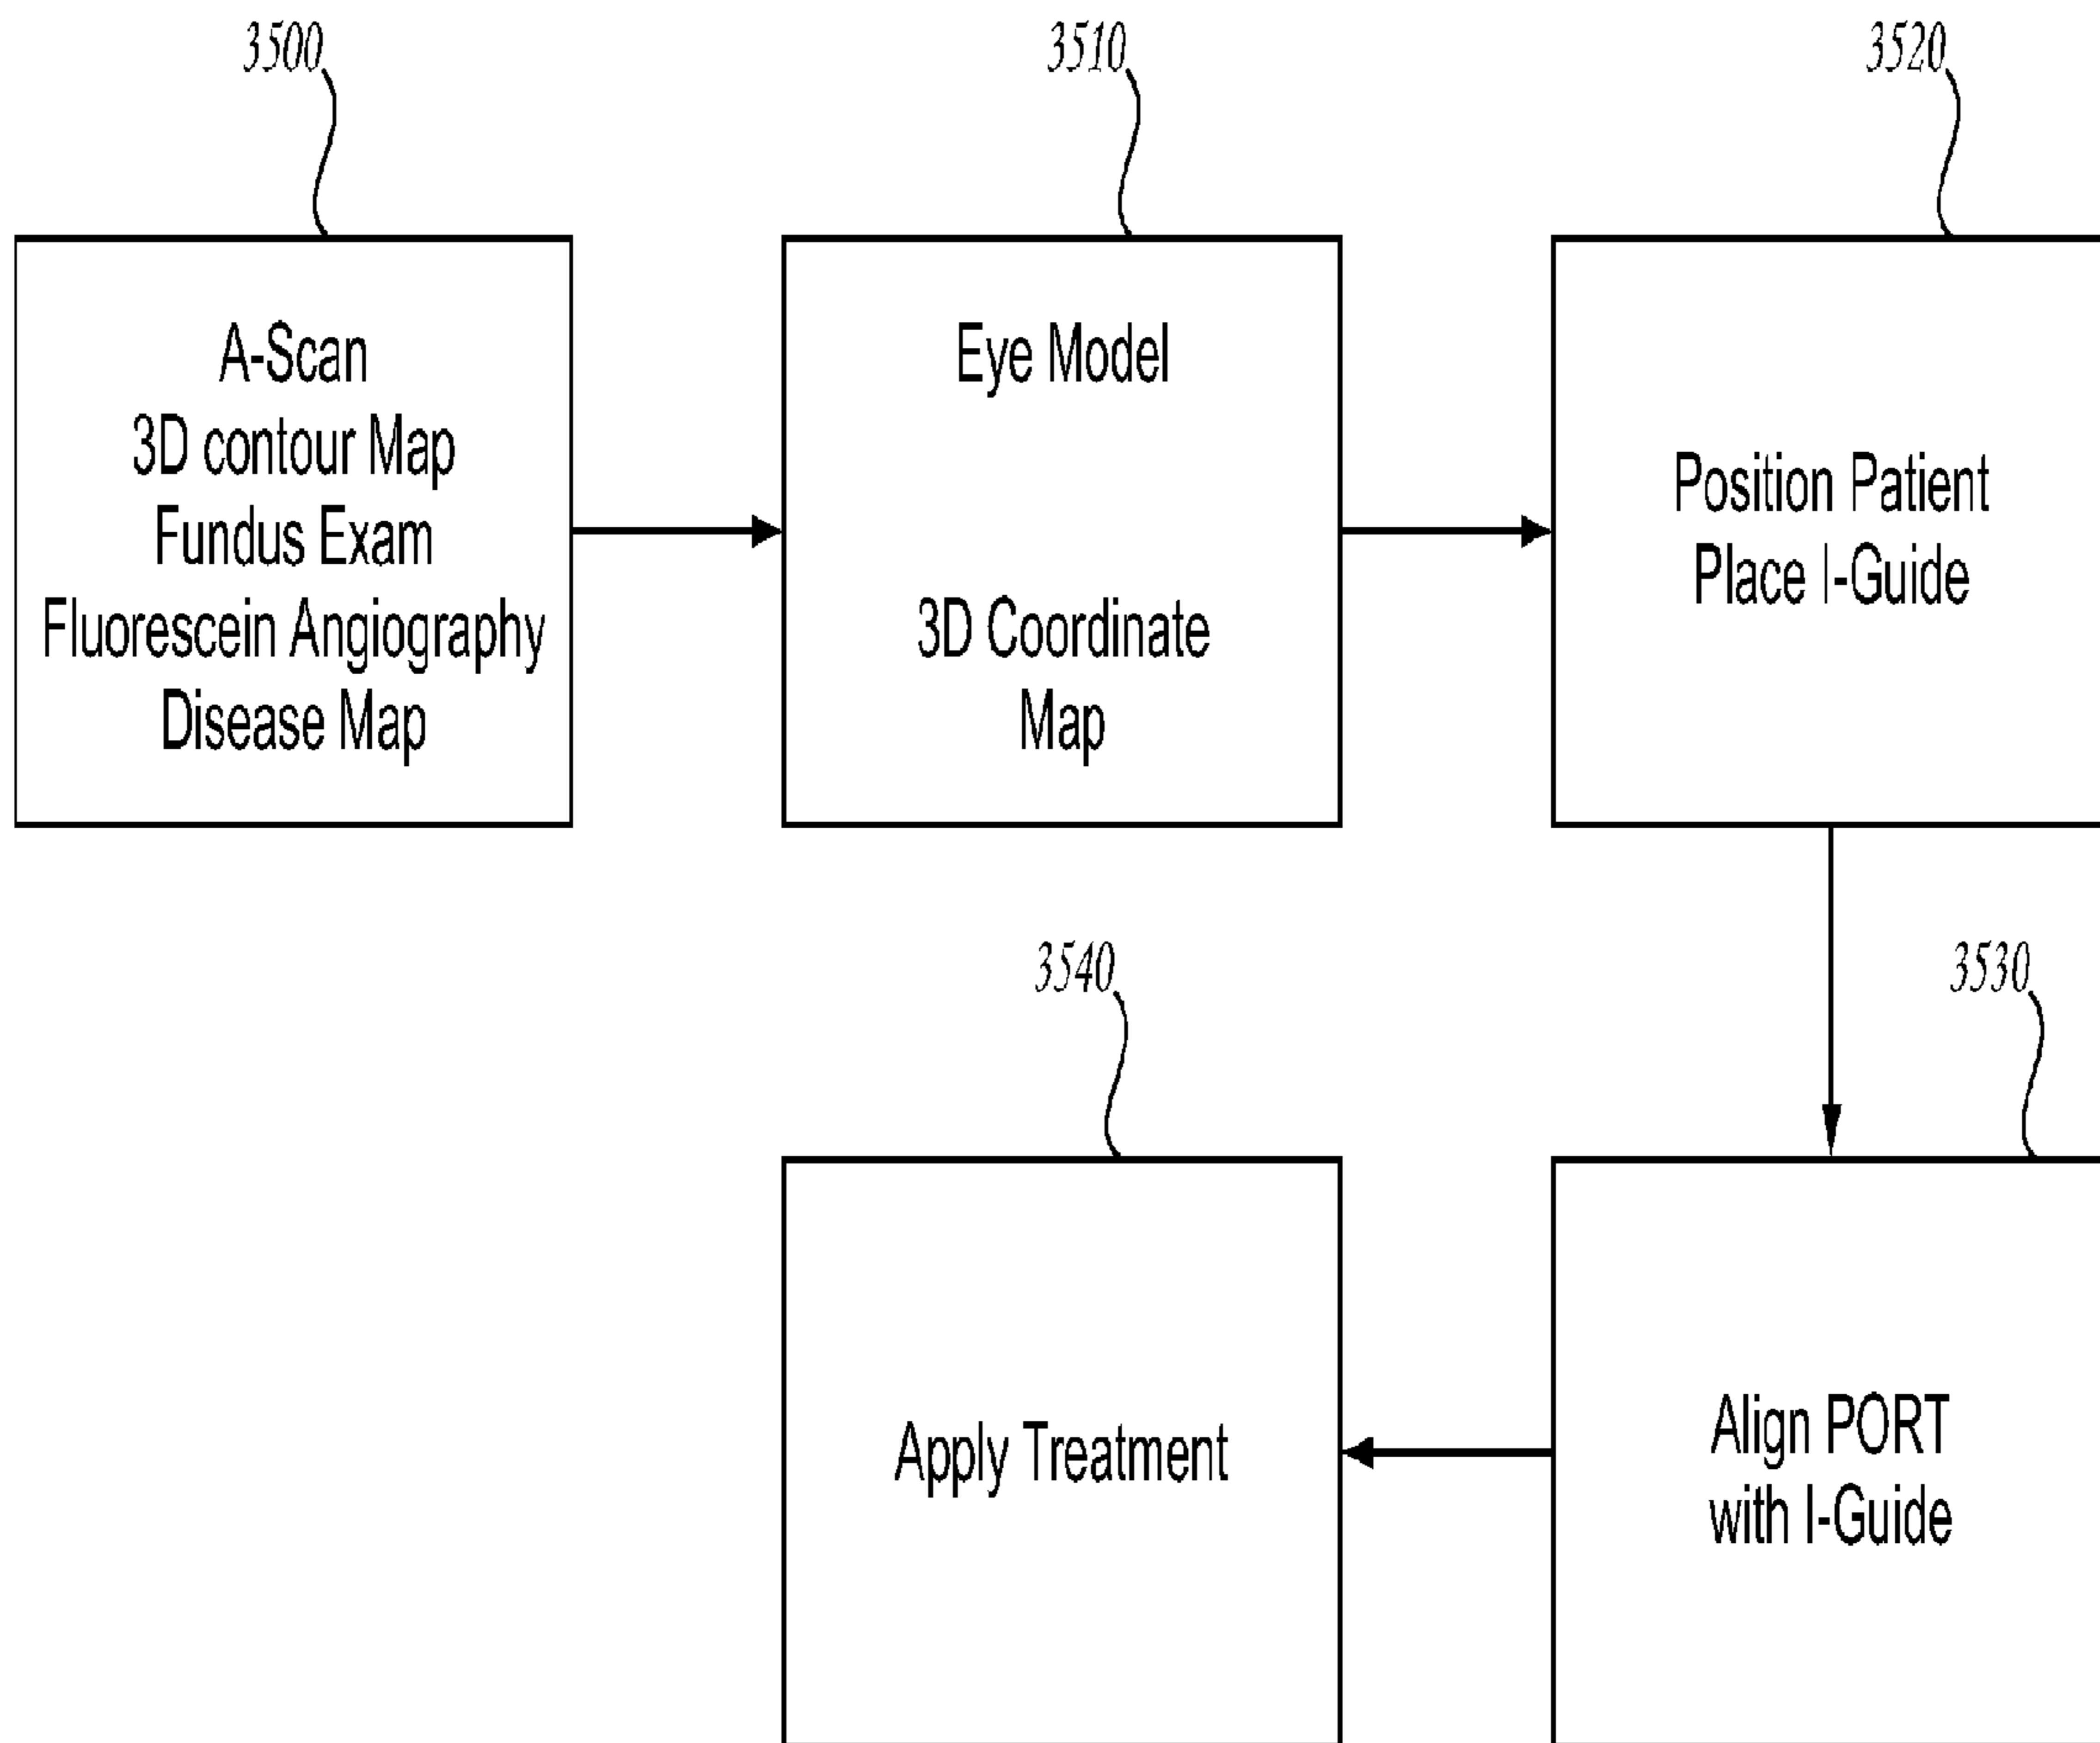 3500
A-Scan
3D contour Map
Fundus Exam
Fluorescein Angiography
Disease Map
3510
Eye Model
3D Coordinate
Map
3520
Position Patient
Place I-Guide
3530
Align PORT
with I-Guide
3540
Apply Treatment